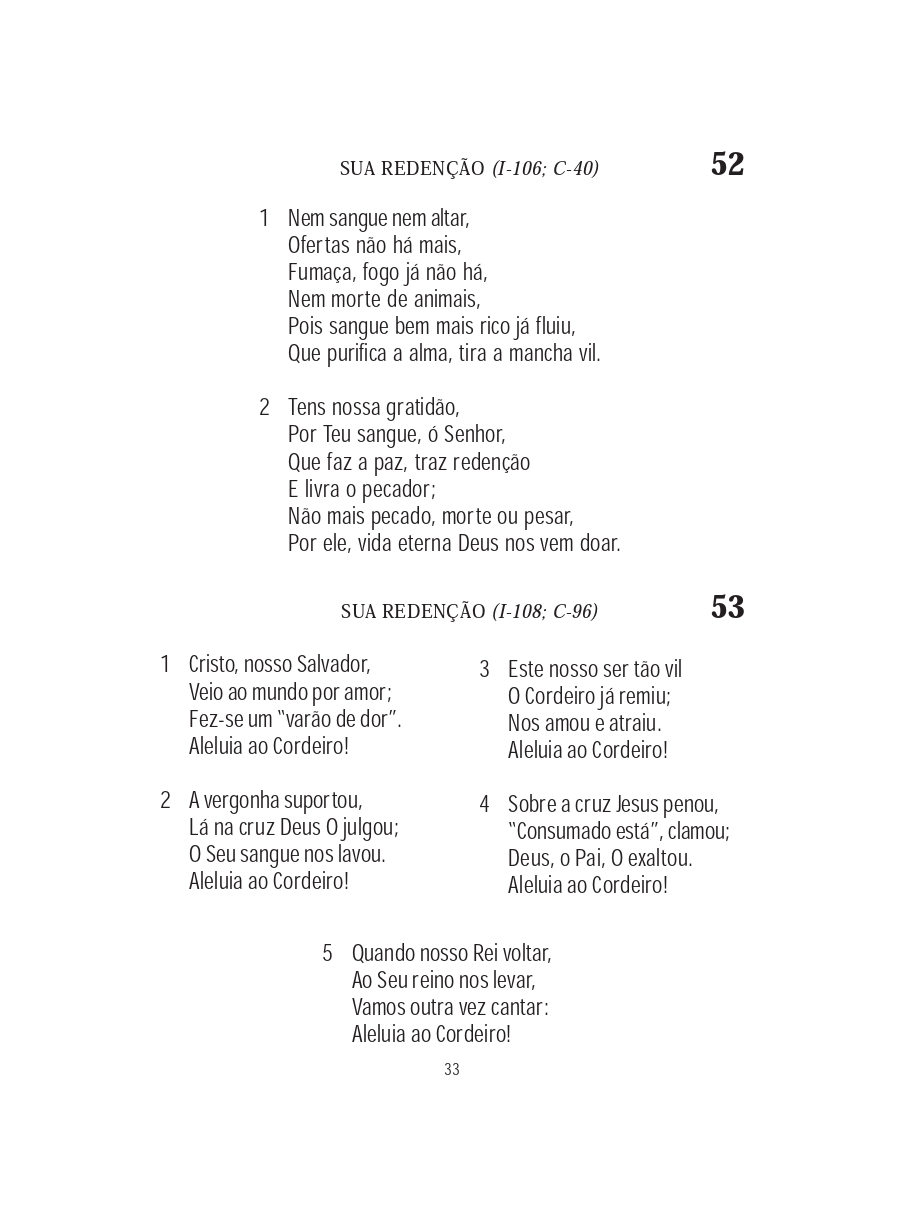 SUA REDENÇÃO (I-106; C-40) 52
1 Nem sangue nem altar,
Ofertas não há mais,
Fumaça, fogo já não há,
Nem morte de animais,
Pois sangue bem mais rico já fluiu,
Que purifica a alma, tira a mancha vil.
2 Tens nossa gratidão,
Por Teu sangue, ó Senhor,
Que faz a paz, traz redenção
E livra o pecador;
Não mais pecado, morte ou pesar,
Por ele, vida eterna Deus nos vem doar.
SUA REDENÇÃO (I-108; C-96) 53
1 Cristo, nosso Salvador,
Veio ao mundo por amor;
Fez-se um “varão de dor”.
Aleluia ao Cordeiro!
2 A vergonha suportou,
Lá na cruz Deus O julgou;
O Seu sangue nos lavou.
Aleluia ao Cordeiro!
3 Este nosso ser tão vil
O Cordeiro já remiu;
Nos amou e atraiu.
Aleluia ao Cordeiro!
4 Sobre a cruz Jesus penou,
“Consumado está”, clamou;
Deus, o Pai, O exaltou.
Aleluia ao Cordeiro!
5 Quando nosso Rei voltar,
Ao Seu reino nos levar,
Vamos outra vez cantar:
Aleluia ao Cordeiro!
33